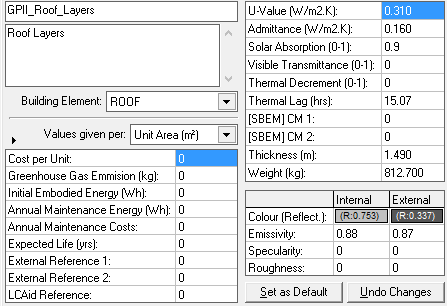 GPII_Roof_Layers
Roof Layers
Building Element: ROOF
Values given per: Unit Area (m²)
Cost per Unit: 0
Greenhouse Gas Emmision (kg): 0
Initial Embodied Energy (Wh): 0
Annual Maintenance Energy (Wh): 0
Annual Maintenance Costs: 0
Expected Life (yrs): 0
External Reference 1: 0
External Reference 2: 0
LCAid Reference: 0
U-Value (W/m2.K): 0.310
Admittance (W/m2.K): 0.160
Solar Absorption (0-1): 0.9
Visible Transmittance (0-1): 0
Thermal Decrement (0-1): 0
Thermal Lag (hrs): 15.07
[SBEM] CM 1: 0
[SBEM] CM 2: 0
Thickness (m): 1.490
Weight (kg): 812.700
Internal External
Colour (Reflect.): (R:0.753) (R:0.337)
Emissivity: 0.88 0.87
Specularity: 0 0
Roughness: 0 0
Set as Default Undo Changes